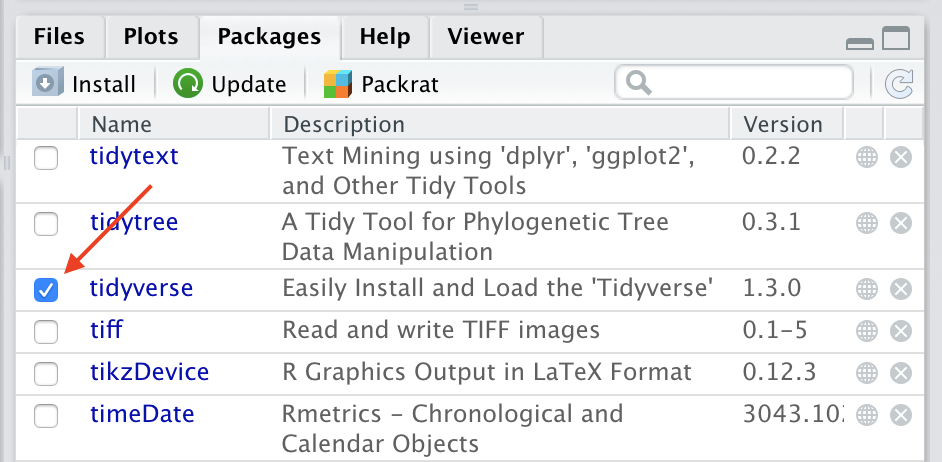 Files Plots Packages Help Viewer
Install Update Packrat
Name Description Version
tidytext Text Mining using 'dplyr', 'ggplot2', 0.2.2
and Other Tidy Tools
tidytree A Tidy Tool for Phylogenetic Tree 0.3.1
Data Manipulation
tidyverse Easily Install and Load the 'Tidyverse' 1.3.0
tiff Read and write TIFF images 0.1-5
tikzDevice R Graphics Output in LaTeX Format 0.12.3
timeDate Rmetrics - Chronological and
Calendar Objects